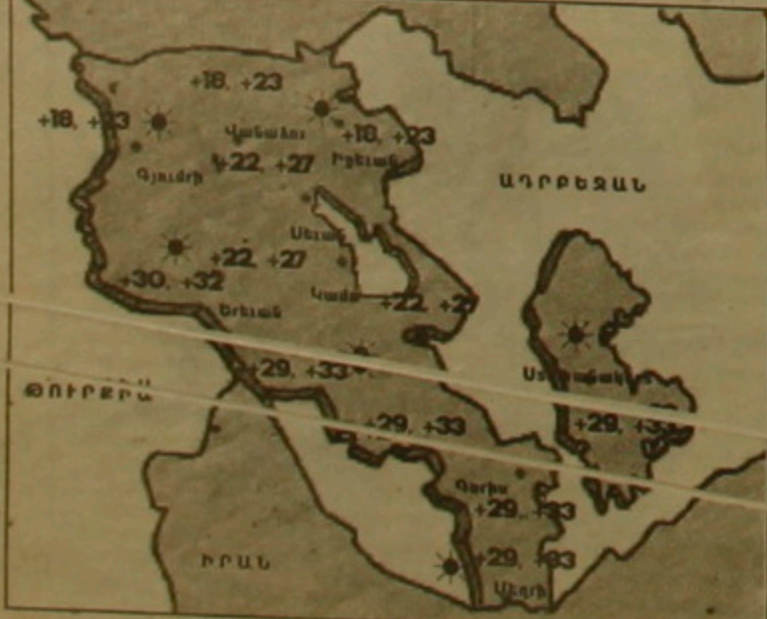 +18, +23
+18, +23
Վանաձոր
+18, +23
Գյումրի
+22, +27
Իջևան
ԱԴՐԲԵՋԱՆ
Սևան
+22, +27
+30, +32
Կամո
+22, +27
Երևան
+29, +33
Ստեփանակերտ
ԹՈՒՐՔԻԱ
+29, +33
+29, +33
Գորիս
+29, +33
ԻՐԱՆ
+29, +33
Մեղրի